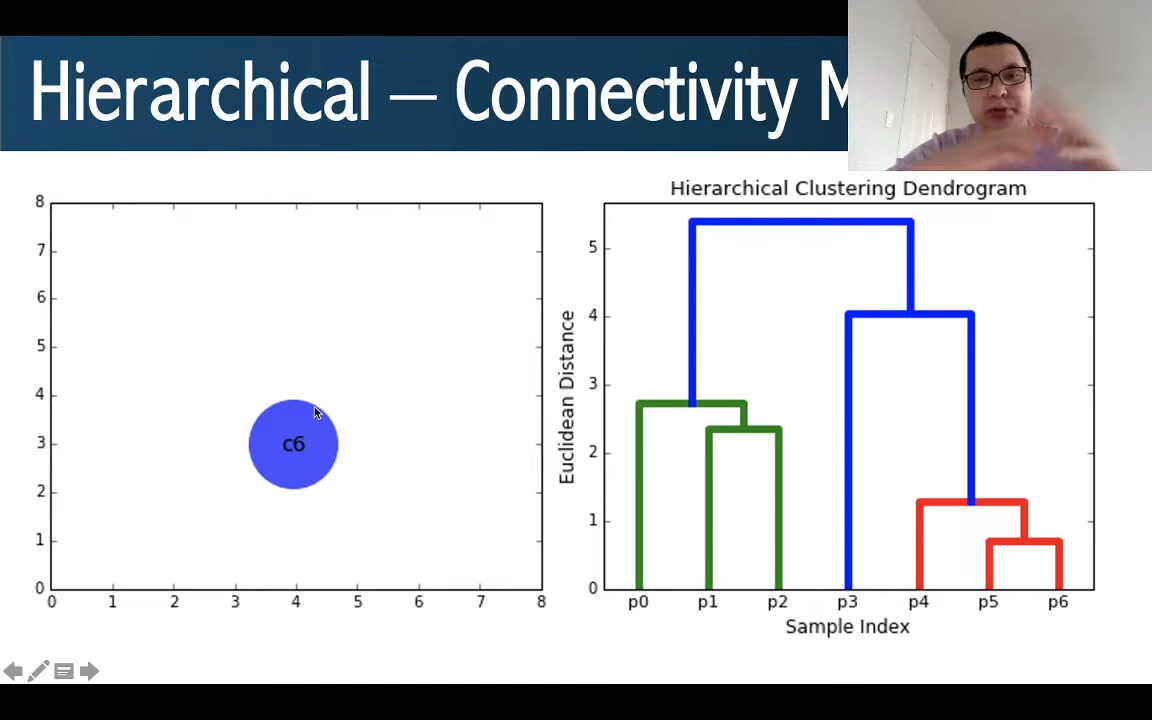 Hierarchical – Connectivity M
8
7
6
5
4
3
2
1
0
0 1 2 3 4 5 6 7 8
c6
Hierarchical Clustering Dendrogram
Euclidean Distance
5
4
3
2
1
0
p0 p1 p2 p3 p4 p5 p6
Sample Index